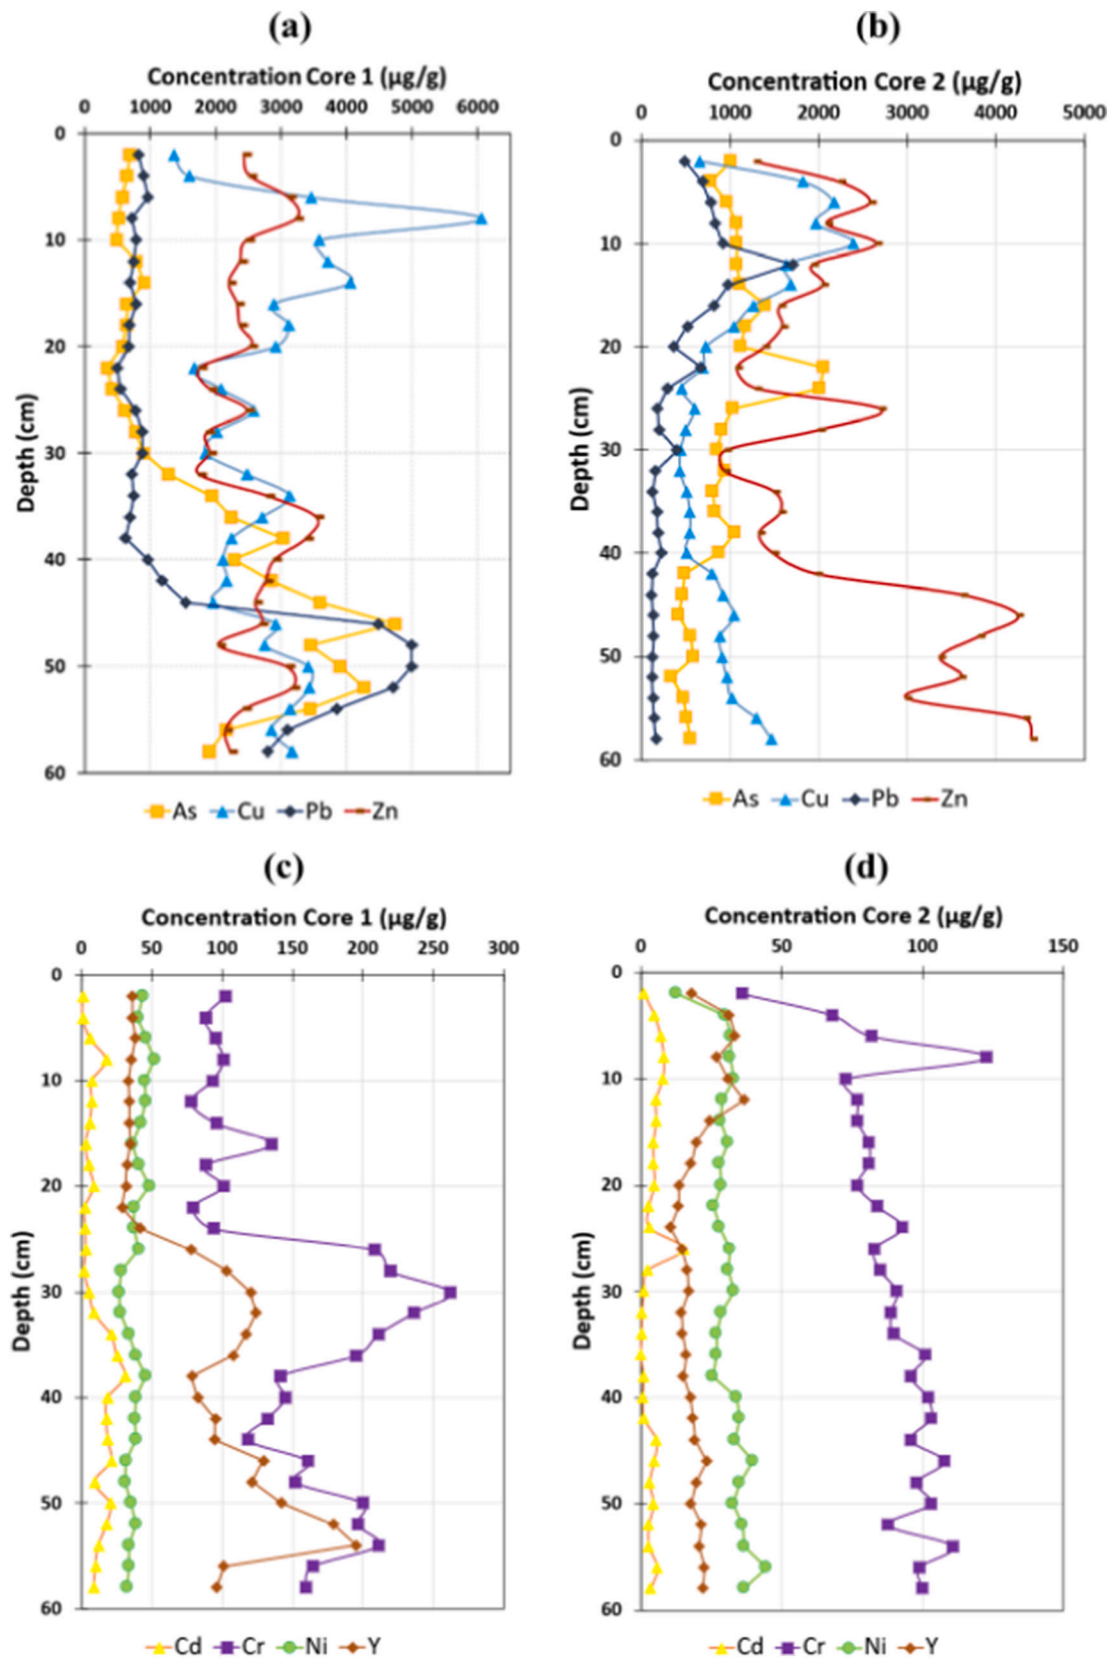 (a)
Concentration Core 1 (µg/g)
0 1000 2000 3000 4000 5000 6000
0
10
20
30
40
50
60
Depth (cm)
As Cu Pb Zn
(b)
Concentration Core 2 (µg/g)
0 1000 2000 3000 4000 5000
0
10
20
30
40
50
60
Depth (cm)
As Cu Pb Zn
(c)
Concentration Core 1 (µg/g)
0 50 100 150 200 250 300
0
10
20
30
40
50
60
Depth (cm)
Cd Cr Ni Y
(d)
Concentration Core 2 (µg/g)
0 50 100 150
0
10
20
30
40
50
60
Depth (cm)
Cd Cr Ni Y